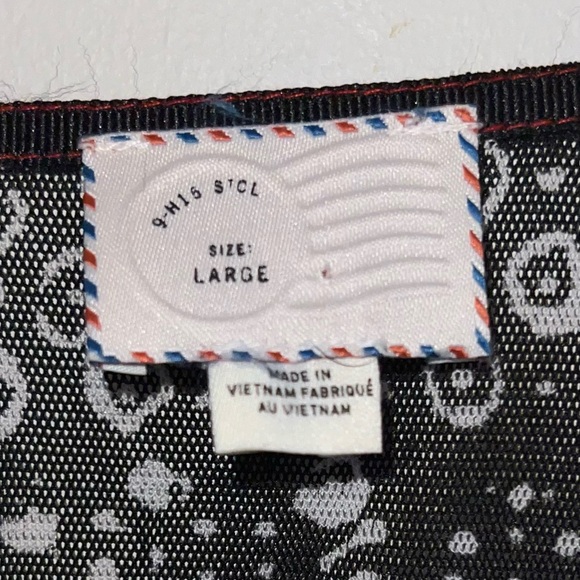 9-H15 STCL
SIZE:
LARGE
MADE IN
VIETNAM FABRIQUÉ
AU VIETNAM